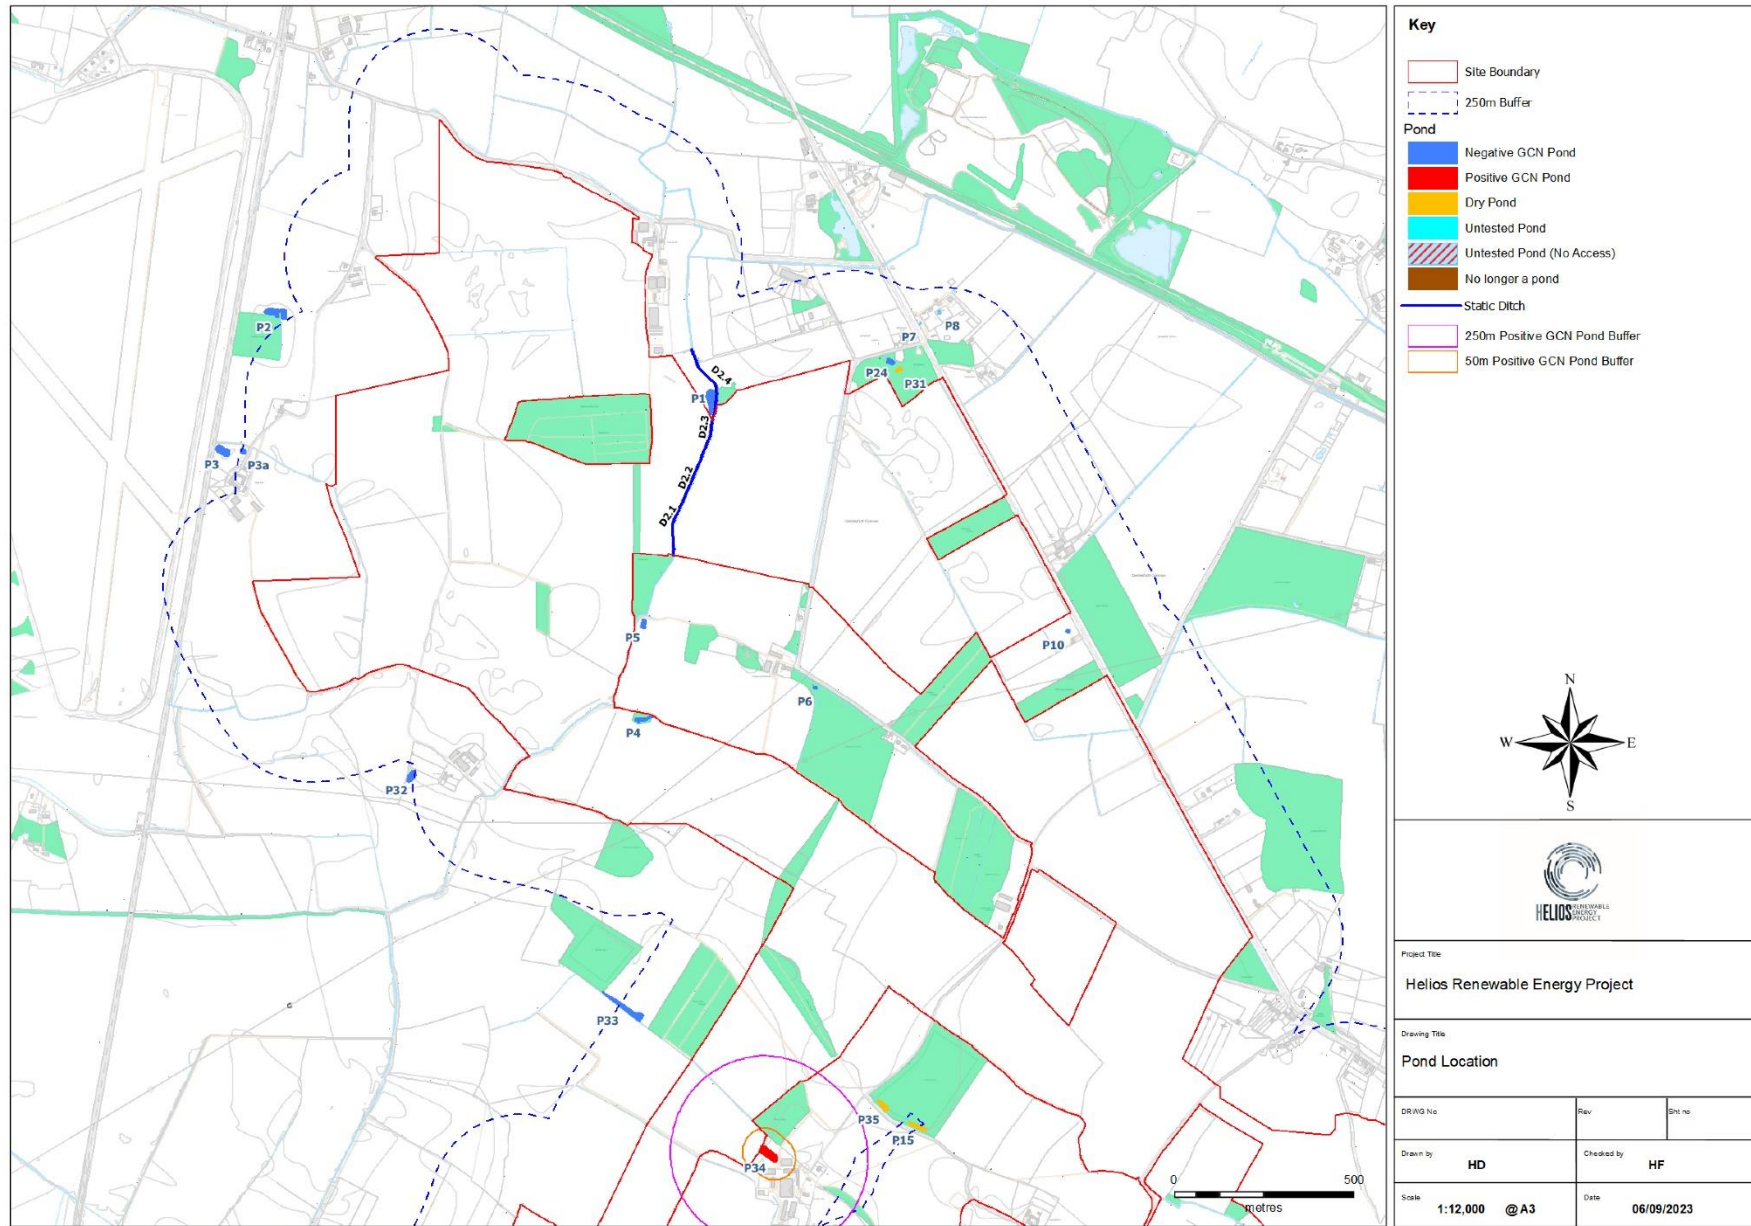 P2
P3
P3a
P1
D2.4
D2.3
D2.2
D2.1
P24
P31
P7
P8
P5
P4
P6
P10
P32
P33
P34
P35
P15
0
500
metres
Key
Site Boundary
250m Buffer
Pond
Negative GCN Pond
Positive GCN Pond
Dry Pond
Untested Pond
Untested Pond (No Access)
No longer a pond
Static Ditch
250m Positive GCN Pond Buffer
50m Positive GCN Pond Buffer
N
W
E
S
HELIOS RENEWABLE
ENERGY
PROJECT
Project Title
Helios Renewable Energy Project
Drawing Title
Pond Location
DRWG No
Rev
Sht no
Drawn by
HD
Checked by
HF
Scale
1:12,000 @A3
Date
06/09/2023